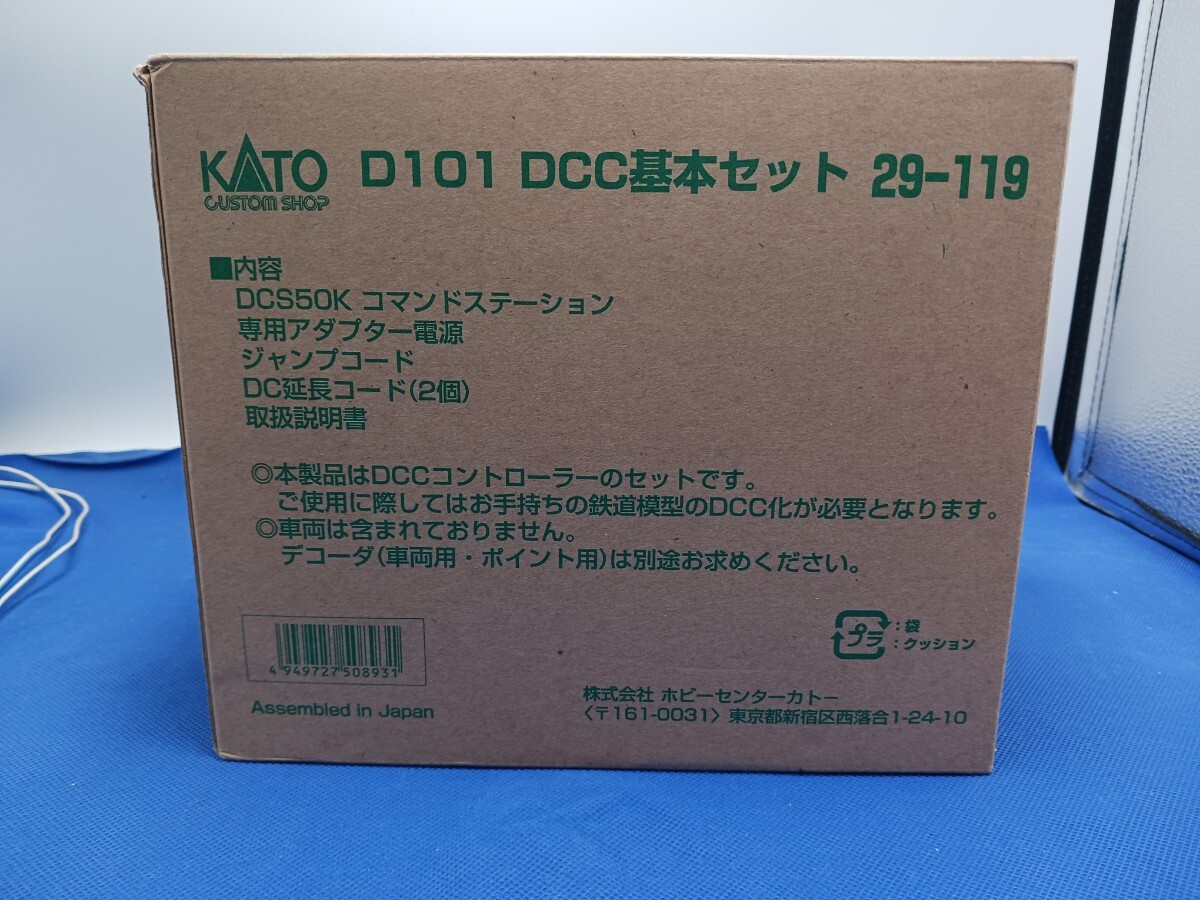 KATO
CUSTOM SHOP
D101 DCC基本セット 29-119
■内容
DCS50K コマンドステーション
専用アダプター電源
ジャンプコード
DC延長コード(2個)
取扱説明書
◎本製品はDCCコントローラーのセットです。
ご使用に際してはお手持ちの鉄道模型のDCC化が必要となります。
◎車両は含まれておりません。
デコーダ(車両用・ポイント用)は別途お求めください。
プラ
:袋
:クッション
4 949727 508931
Assembled in Japan
株式会社 ホビーセンターカトー
〈〒161-0031〉東京都新宿区西落合1-24-10